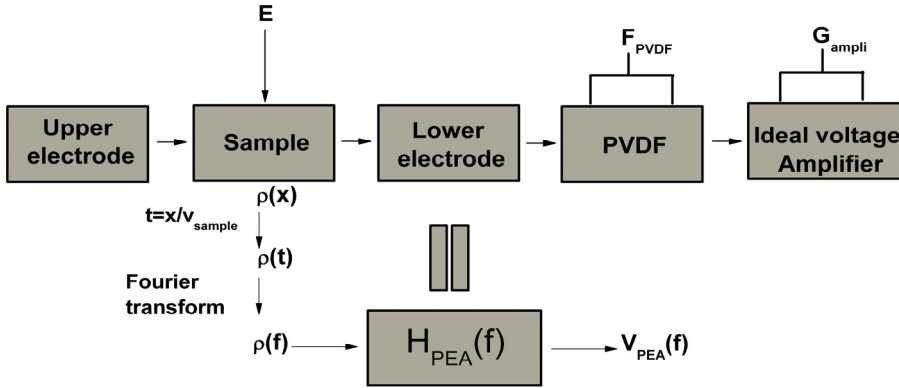 E
F PVDF
G ampli
Upper electrode
Sample
Lower electrode
PVDF
Ideal voltage Amplifier
ρ(x)
t=x/v sample
ρ(t)
Fourier transform
ρ(f)
H PEA (f)
V PEA (f)